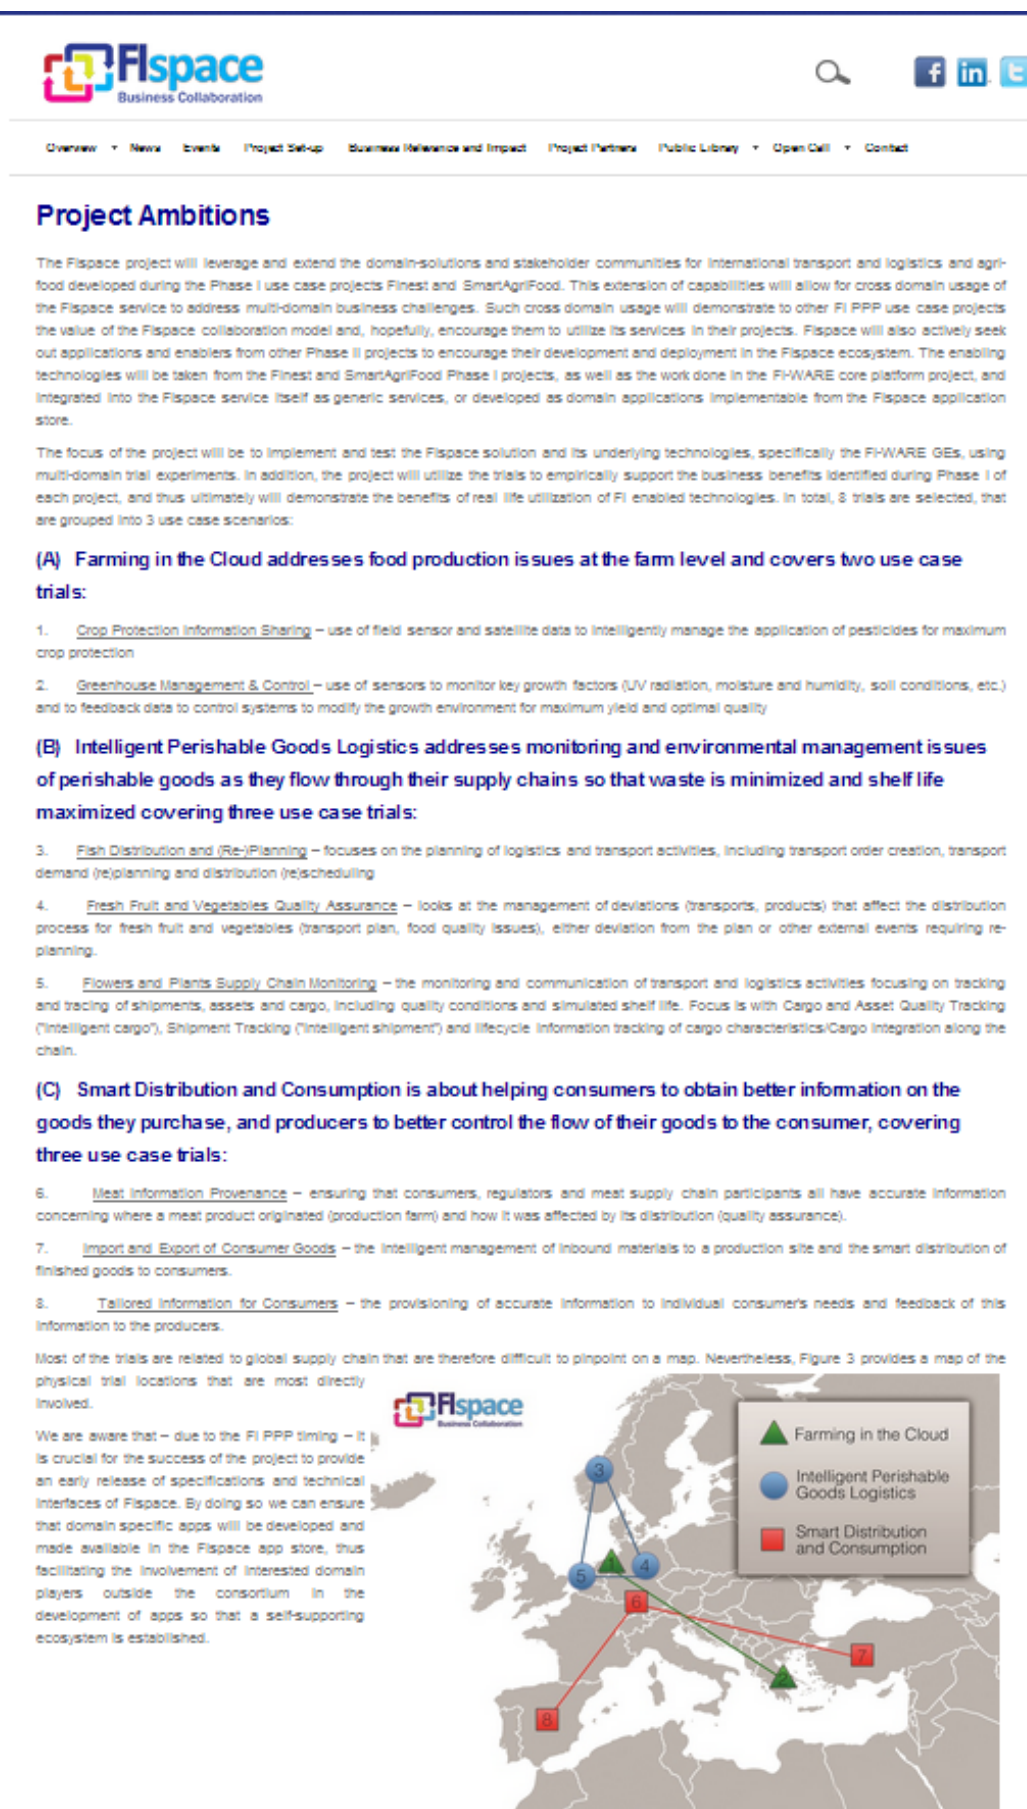 FIspace
Business Collaboration
Overview News Events Project Set-up Business Relevance and Impact Project Partners Public Library Open Call Contact
Project Ambitions
The FIspace project will leverage and extend the domain-solutions and stakeholder communities for international transport and logistics and agri-
food developed during the Phase I use case projects Finest and SmartAgriFood. This extension of capabilities will allow for cross domain usage of
the FIspace service to address multi-domain business challenges. Such cross domain usage will demonstrate to other FI PPP use case projects
the value of the FIspace collaboration model and, hopefully, encourage them to utilize its services in their projects. FIspace will also actively seek
out applications and enablers from other Phase II projects to encourage their development and deployment in the FIspace ecosystem. The enabling
technologies will be taken from the Finest and SmartAgriFood Phase I projects, as well as the work done in the FI-WARE core platform project, and
integrated into the FIspace service itself as generic services, or developed as domain applications implementable from the FIspace application
store.
The focus of the project will be to implement and test the FIspace solution and its underlying technologies, specifically the FI-WARE GEs, using
multi-domain trial experiments. In addition, the project will utilize the trials to empirically support the business benefits identified during Phase I of
each project, and thus ultimately will demonstrate the benefits of real life utilization of FI enabled technologies. In total, 8 trials are selected, that
are grouped into 3 use case scenarios:
(A) Farming in the Cloud addresses food production issues at the farm level and covers two use case
trials:
1. Crop Protection Information Sharing – use of field sensor and satellite data to intelligently manage the application of pesticides for maximum
crop protection
2. Greenhouse Management & Control – use of sensors to monitor key growth factors (UV radiation, moisture and humidity, soil conditions, etc.)
and to feedback data to control systems to modify the growth environment for maximum yield and optimal quality
(B) Intelligent Perishable Goods Logistics addresses monitoring and environmental management issues
of perishable goods as they flow through their supply chains so that waste is minimized and shelf life
maximized covering three use case trials:
3. Fish Distribution and (Re-)Planning – focuses on the planning of logistics and transport activities, including transport order creation, transport
demand (re)planning and distribution (re)scheduling
4. Fresh Fruit and Vegetables Quality Assurance – looks at the management of deviations (transports, products) that affect the distribution
process for fresh fruit and vegetables (transport plan, food quality issues), either deviation from the plan or other external events requiring re-
planning.
5. Flowers and Plants Supply Chain Monitoring – the monitoring and communication of transport and logistics activities focusing on tracking
and tracing of shipments, assets and cargo, including quality conditions and simulated shelf life. Focus is with Cargo and Asset Quality Tracking
("intelligent cargo"), Shipment Tracking ("intelligent shipment") and lifecycle information tracking of cargo characteristics/Cargo integration along the
chain.
(C) Smart Distribution and Consumption is about helping consumers to obtain better information on the
goods they purchase, and producers to better control the flow of their goods to the consumer, covering
three use case trials:
6. Meat Information Provenance – ensuring that consumers, regulators and meat supply chain participants all have accurate information
concerning where a meat product originated (production farm) and how it was affected by its distribution (quality assurance).
7. Import and Export of Consumer Goods – the intelligent management of inbound materials to a production site and the smart distribution of
finished goods to consumers.
8. Tailored Information for Consumers – the provisioning of accurate information to individual consumer's needs and feedback of this
information to the producers.
Most of the trials are related to global supply chain that are therefore difficult to pinpoint on a map. Nevertheless, Figure 3 provides a map of the
physical trial locations that are most directly
involved.
We are aware that – due to the FI PPP timing – it
is crucial for the success of the project to provide
an early release of specifications and technical
interfaces of FIspace. By doing so we can ensure
that domain specific apps will be developed and
made available in the FIspace app store, thus
facilitating the involvement of interested domain
players outside the consortium in the
development of apps so that a self-supporting
ecosystem is established.
FIspace
Business Collaboration
Farming in the Cloud
Intelligent Perishable
Goods Logistics
Smart Distribution
and Consumption
3
1
4
5
6
7
2
8